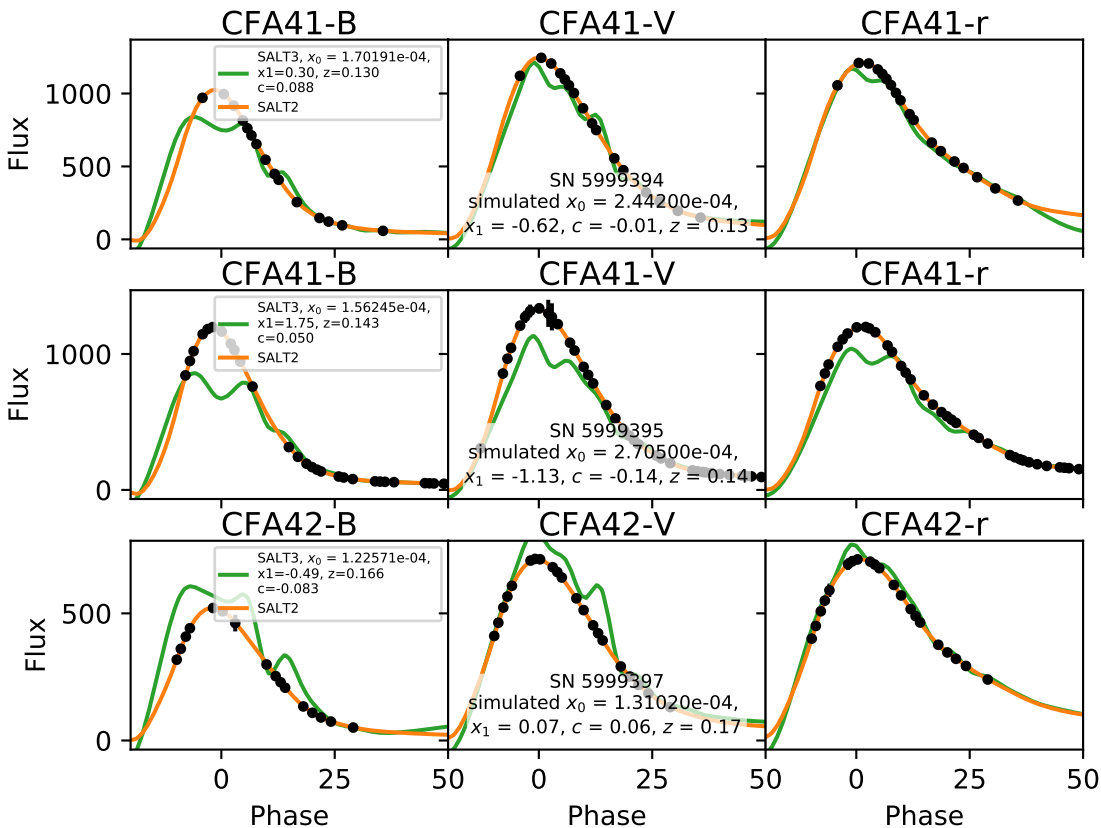 CFA41-B
CFA41-V
CFA41-r
SALT3, x₀ = 1.70191e-04,
x1=0.30, z=0.130
c=0.088
SALT2
Flux
1000
500
0
SN 5999394
simulated x₀ = 2.44200e-04,
x₁ = -0.62, c = -0.01, z = 0.13
CFA41-B
CFA41-V
CFA41-r
SALT3, x₀ = 1.56245e-04,
x1=1.75, z=0.143
c=0.050
SALT2
Flux
1000
0
SN 5999395
simulated x₀ = 2.70500e-04,
x₁ = -1.13, c = -0.14, z = 0.14
CFA42-B
CFA42-V
CFA42-r
SALT3, x₀ = 1.22571e-04,
x1=-0.49, z=0.166
c=-0.083
SALT2
Flux
500
0
SN 5999397
simulated x₀ = 1.31020e-04,
x₁ = 0.07, c = 0.06, z = 0.17
0 25 50 0 25 50 0 25 50
Phase Phase Phase